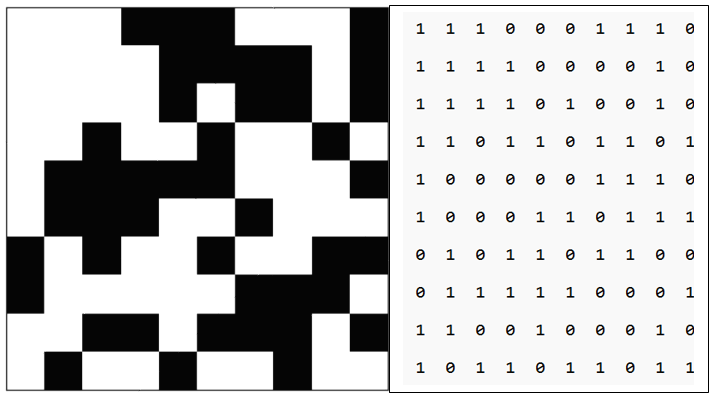 1 1 1 0 0 0 1 1 1 0
1 1 1 1 0 0 0 0 1 0
1 1 1 1 0 1 0 0 1 0
1 1 0 1 1 0 1 1 0 1
1 0 0 0 0 0 1 1 1 0
1 0 0 0 1 1 0 1 1 1
0 1 0 1 1 0 1 1 0 0
0 1 1 1 1 1 0 0 0 1
1 1 0 0 1 0 0 0 1 0
1 0 1 1 0 1 1 0 1 1